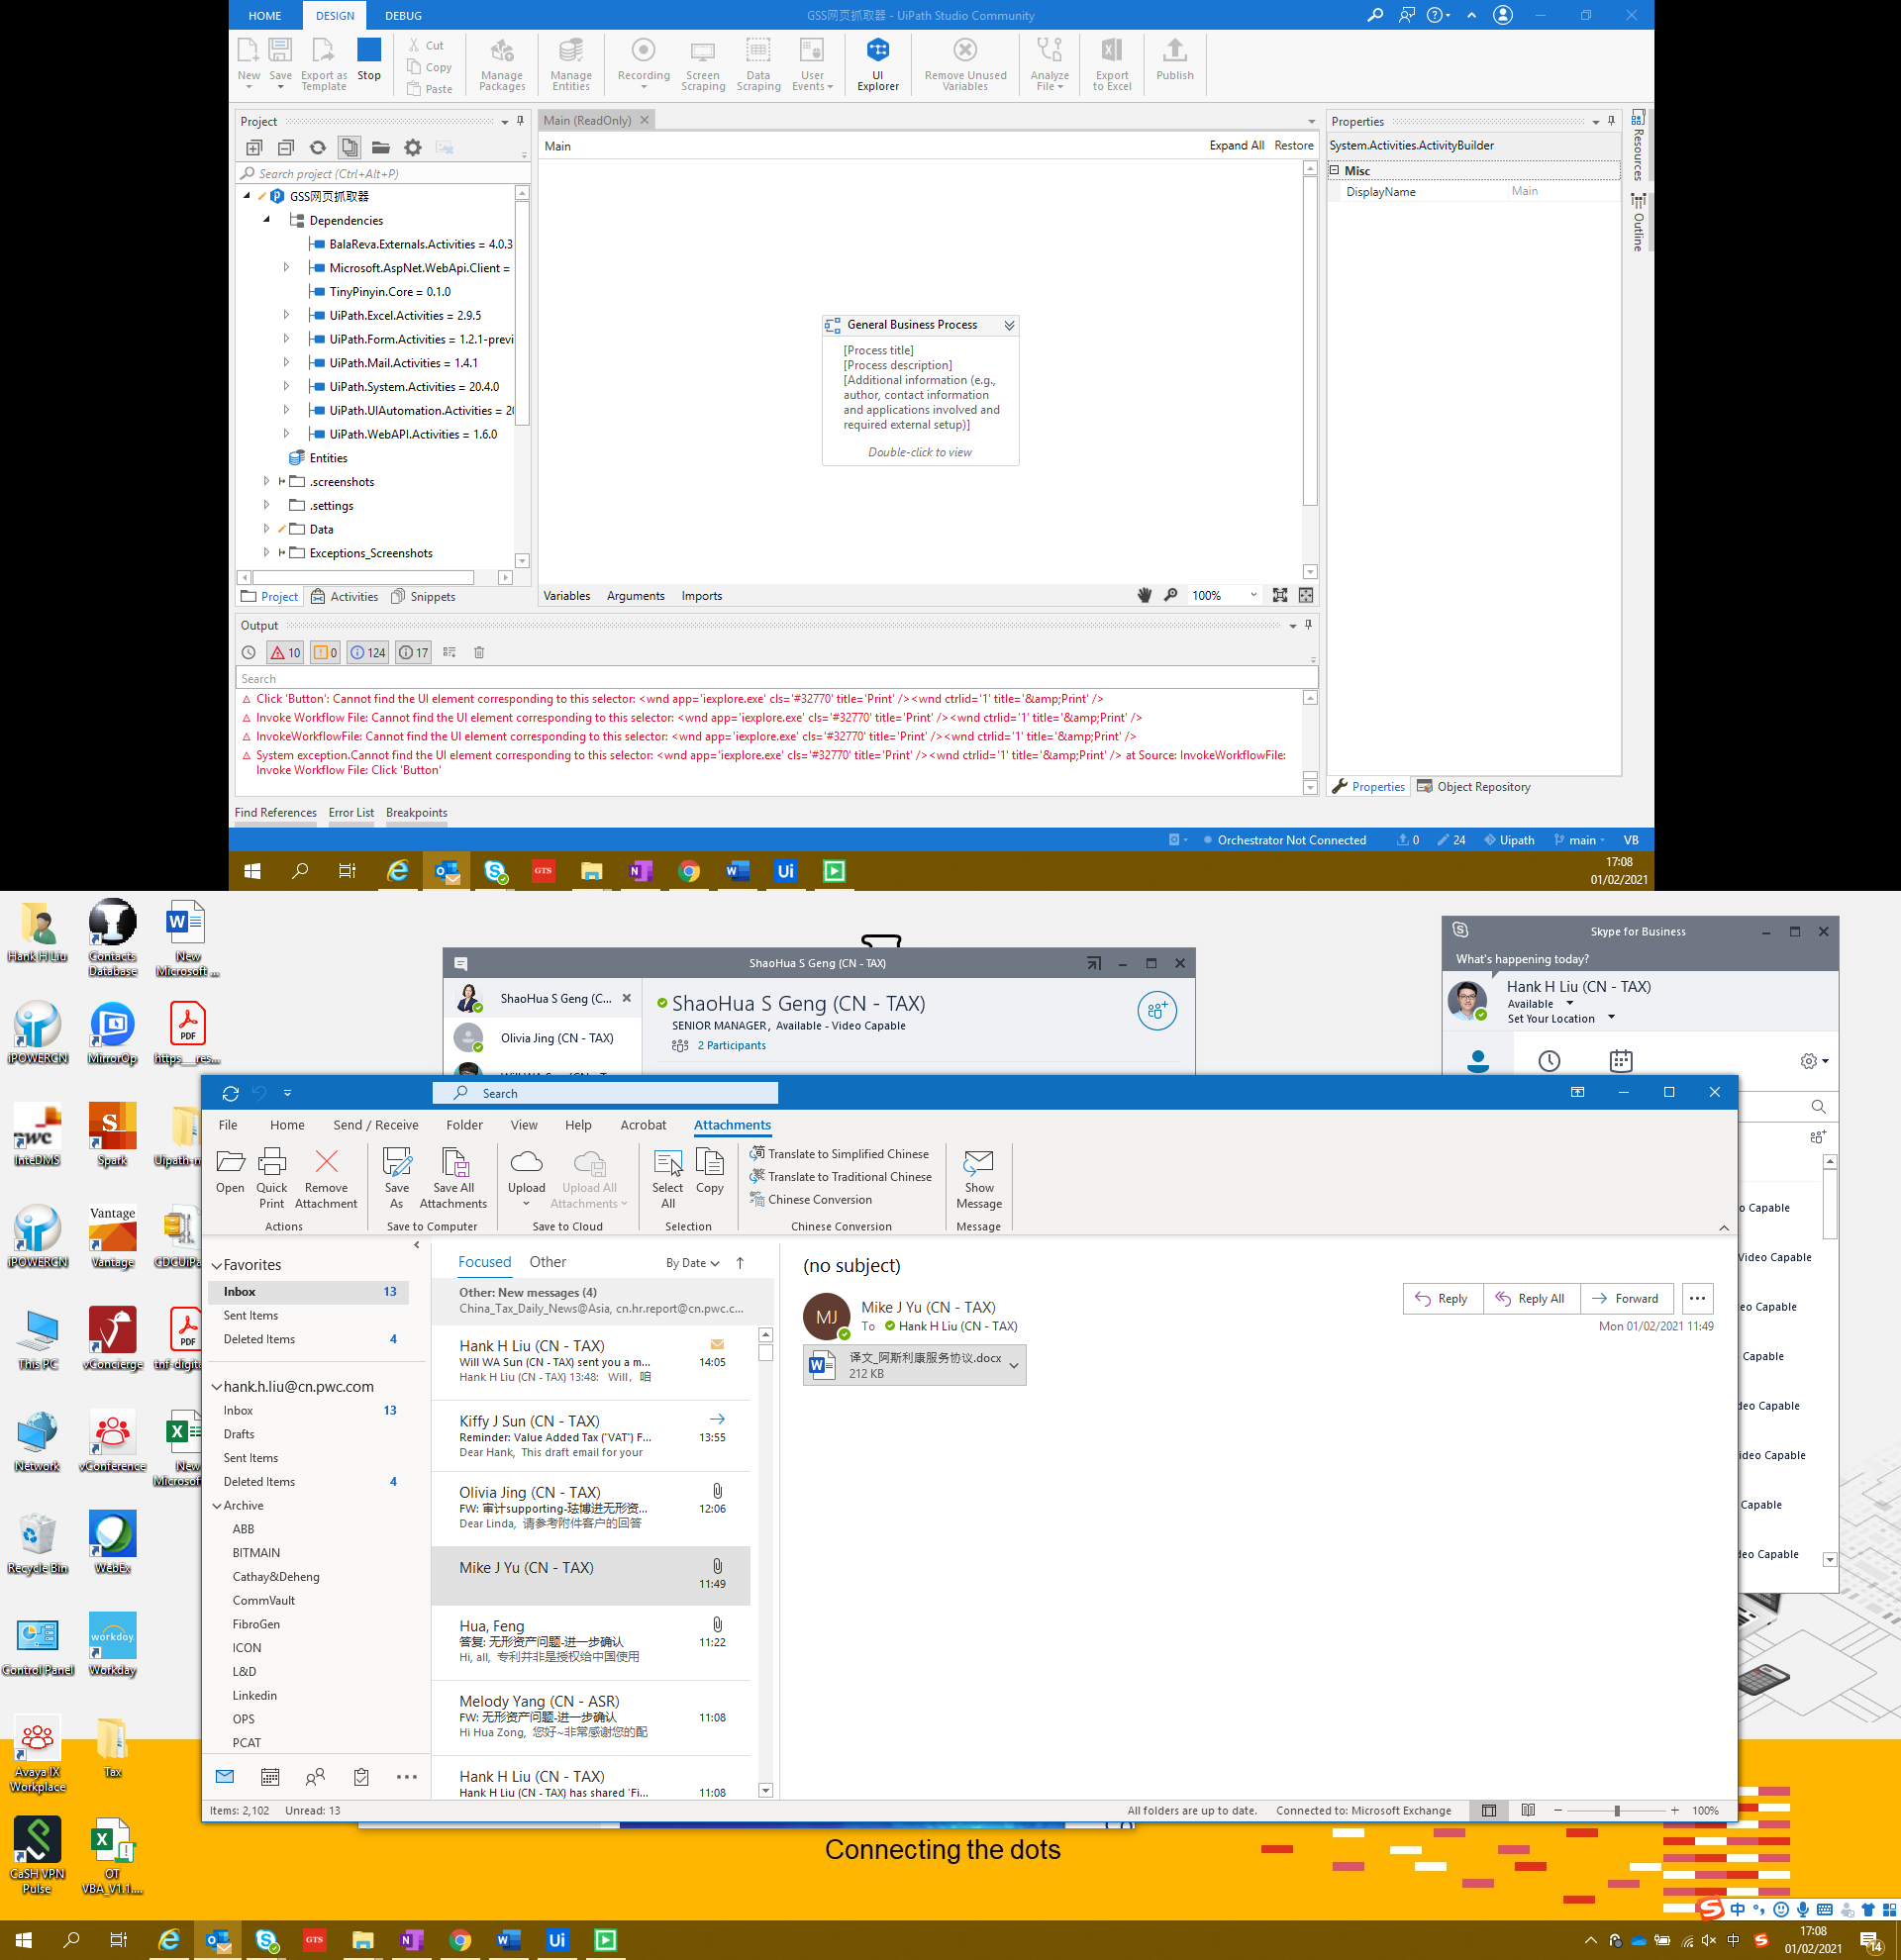 HOME DESIGN DEBUG
GSS网页抓取器 - UiPath Studio Community
New Save Export as Template Stop
Cut
Copy
Paste
Manage Packages
Manage Entities
Recording
Screen Scraping
Data Scraping
User Events
UI Explorer
Remove Unused Variables
Analyze File
Export to Excel
Publish
Project
Search project (Ctrl+Alt+P)
GSS网页抓取器
Dependencies
BalaReva.Externals.Activities = 4.0.3
Microsoft.AspNet.WebApi.Client =
TinyPinyin.Core = 0.1.0
UiPath.Excel.Activities = 2.9.5
UiPath.Form.Activities = 1.2.1-previ
UiPath.Mail.Activities = 1.4.1
UiPath.System.Activities = 20.4.0
UiPath.UIAutomation.Activities = 20
UiPath.WebAPI.Activities = 1.6.0
Entities
.screenshots
.settings
Data
Exceptions_Screenshots
Project Activities Snippets
Main (ReadOnly)
Main
Expand All Restore
General Business Process
[Process title]
[Process description]
[Additional information (e.g.,
author, contact information
and applications involved and
required external setup)]
Double-click to view
Variables Arguments Imports
100%
Properties
System.Activities.ActivityBuilder
Misc
DisplayName Main
Resources
Outline
Properties Object Repository
Output
10 0 124 17
Search
Click 'Button': Cannot find the UI element corresponding to this selector: <wnd app='iexplore.exe' cls='#32770' title='Print' /><wnd ctrlid='1' title='&amp;Print' />
Invoke Workflow File: Cannot find the UI element corresponding to this selector: <wnd app='iexplore.exe' cls='#32770' title='Print' /><wnd ctrlid='1' title='&amp;Print' />
InvokeWorkflowFile: Cannot find the UI element corresponding to this selector: <wnd app='iexplore.exe' cls='#32770' title='Print' /><wnd ctrlid='1' title='&amp;Print' />
System exception.Cannot find the UI element corresponding to this selector: <wnd app='iexplore.exe' cls='#32770' title='Print' /><wnd ctrlid='1' title='&amp;Print' /> at Source: InvokeWorkflowFile:
Invoke Workflow File: Click 'Button'
Find References Error List Breakpoints
Orchestrator Not Connected 0 24 Uipath main VB
GTS Ui
17:08
01/02/2021
Hank H Liu
Contacts Database
New Microsoft ...
iPOWERCN
MirrorOp
https___res...
InteDMS
Spark
Uipath-n
iPOWERCN
Vantage
CDCUiPa
This PC
vConcierge
tnf-digita
Network
vConference
New Microsoft
Recycle Bin
WebEx
Control Panel
Workday
Avaya IX Workplace
Tax
CaSH VPN Pulse
OT VBA_V1.1....
ShaoHua S Geng (CN - TAX)
ShaoHua S Geng (C...
Olivia Jing (CN - TAX)
ShaoHua S Geng (CN - TAX)
SENIOR MANAGER, Available - Video Capable
2 Participants
Skype for Business
What's happening today?
Hank H Liu (CN - TAX)
Available
Set Your Location
o Capable
Video Capable
eo Capable
Capable
deo Capable
ideo Capable
Capable
deo Capable
Search
File Home Send / Receive Folder View Help Acrobat Attachments
Open
Quick Print
Remove Attachment
Save As
Save All Attachments
Upload
Upload All Attachments
Select All
Copy
Translate to Simplified Chinese
Translate to Traditional Chinese
Chinese Conversion
Show Message
Actions Save to Computer Save to Cloud Selection Chinese Conversion Message
Favorites
Inbox 13
Sent Items
Deleted Items 4
hank.h.liu@cn.pwc.com
Inbox 13
Drafts
Sent Items
Deleted Items 4
Archive
ABB
BITMAIN
Cathay&Deheng
CommVault
FibroGen
ICON
L&D
Linkedin
OPS
PCAT
Focused Other By Date
Other: New messages (4)
China_Tax_Daily_News@Asia, cn.hr.report@cn.pwc.c...
Hank H Liu (CN - TAX)
Will WA Sun (CN - TAX) sent you a m... 14:05
Hank H Liu (CN - TAX) 13:48: Will，咱
Kiffy J Sun (CN - TAX)
Reminder: Value Added Tax ("VAT") F... 13:55
Dear Hank, This draft email for your
Olivia Jing (CN - TAX)
FW: 审计supporting-珐博进无形资... 12:06
Dear Linda, 请参考附件客户的回答
Mike J Yu (CN - TAX)
11:49
Hua, Feng
答复: 无形资产问题-进一步确认 11:22
Hi, all, 专利并非是授权给中国使用
Melody Yang (CN - ASR)
FW: 无形资产问题-进一步确认 11:08
Hi Hua Zong, 您好~非常感谢您的配
Hank H Liu (CN - TAX)
Hank H Liu (CN - TAX) has shared 'Fi... 11:08
(no subject)
MJ
Mike J Yu (CN - TAX)
To Hank H Liu (CN - TAX)
Reply Reply All Forward
Mon 01/02/2021 11:49
译文_阿斯利康服务协议.docx
212 KB
Items: 2,102 Unread: 13
All folders are up to date. Connected to: Microsoft Exchange 100%
Connecting the dots
中
GTS Ui
中
17:08
01/02/2021
14